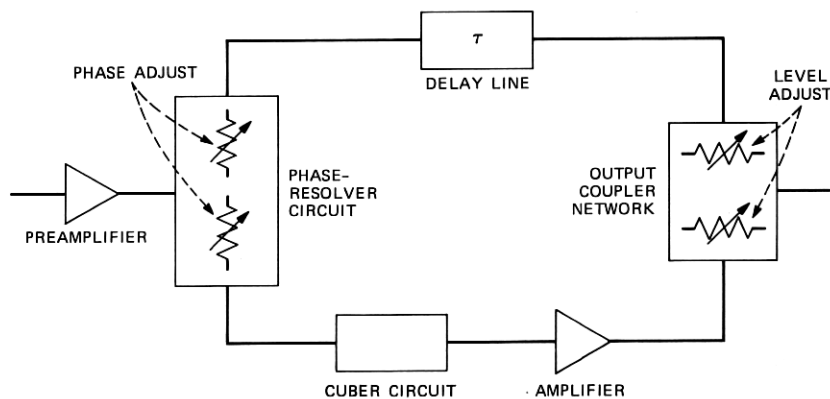 τ
DELAY LINE
PHASE ADJUST
LEVEL
ADJUST
PHASE-
RESOLVER
CIRCUIT
OUTPUT
COUPLER
NETWORK
PREAMPLIFIER
CUBER CIRCUIT
AMPLIFIER